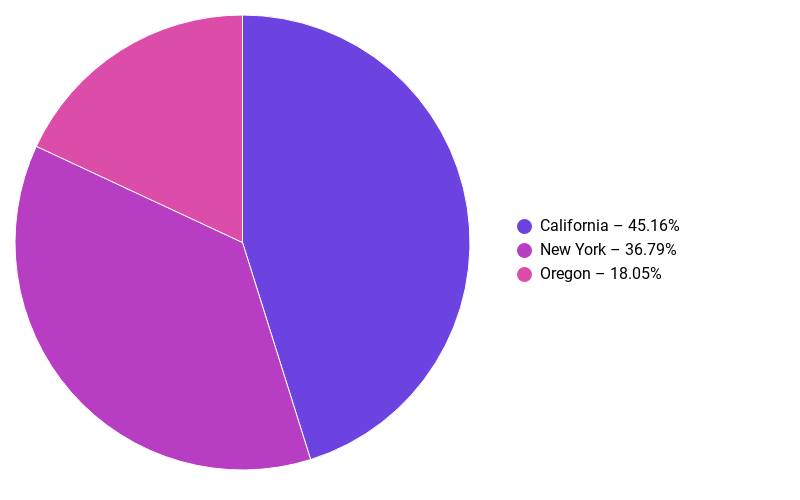 California – 45.16%
New York – 36.79%
Oregon – 18.05%